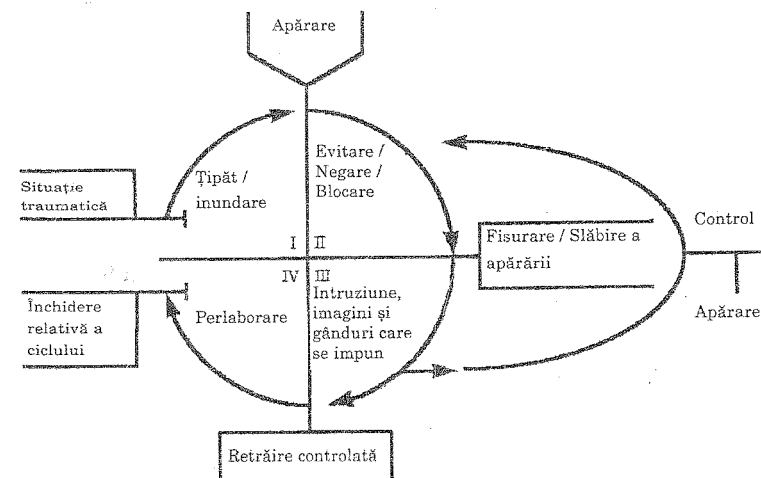 Apărare
Evitare /
Negare /
Blocare
Țipăt /
inundare
Situație
traumatică
Control
Fisurare / Slăbire a
apărării
I II
IV III
Închidere
relativă a
ciclului
Perlaborare
Intruziune,
imagini și
gânduri care
se impun
Apărare
Retrăire controlată